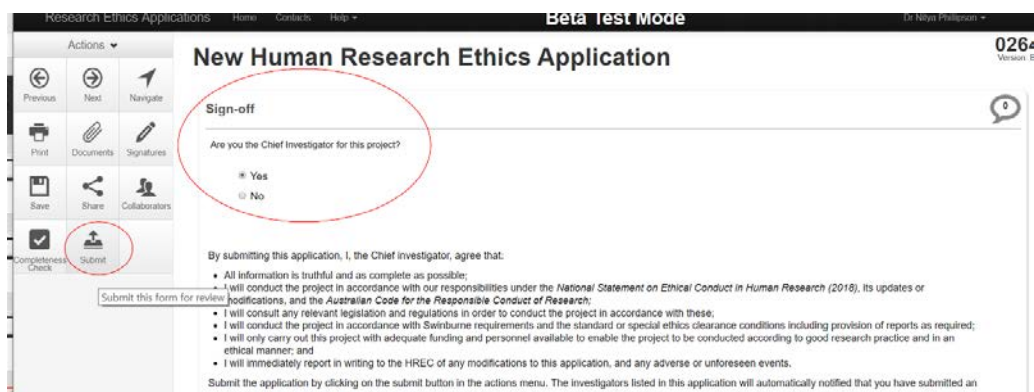 Research Ethics Applications Home Contacts Help Beta Test Mode Dr Nitya Phillipson
Actions
Previous Next Navigate
Print Documents Signatures
Save Share Collaborators
Completeness Check Submit
Submit this form for review
New Human Research Ethics Application
0264
Version:
Sign-off
0
Are you the Chief Investigator for this project?
Yes
No
By submitting this application, I, the Chief investigator, agree that:
• All information is truthful and as complete as possible;
• I will conduct the project in accordance with our responsibilities under the National Statement on Ethical Conduct in Human Research (2018), its updates or
modifications, and the Australian Code for the Responsible Conduct of Research;
• I will consult any relevant legislation and regulations in order to conduct the project in accordance with these;
• I will conduct the project in accordance with Swinburne requirements and the standard or special ethics clearance conditions including provision of reports as required;
• I will only carry out this project with adequate funding and personnel available to enable the project to be conducted according to good research practice and in an
ethical manner; and
• I will immediately report in writing to the HREC of any modifications to this application, and any adverse or unforeseen events.
Submit the application by clicking on the submit button in the actions menu. The investigators listed in this application will automatically notified that you have submitted an